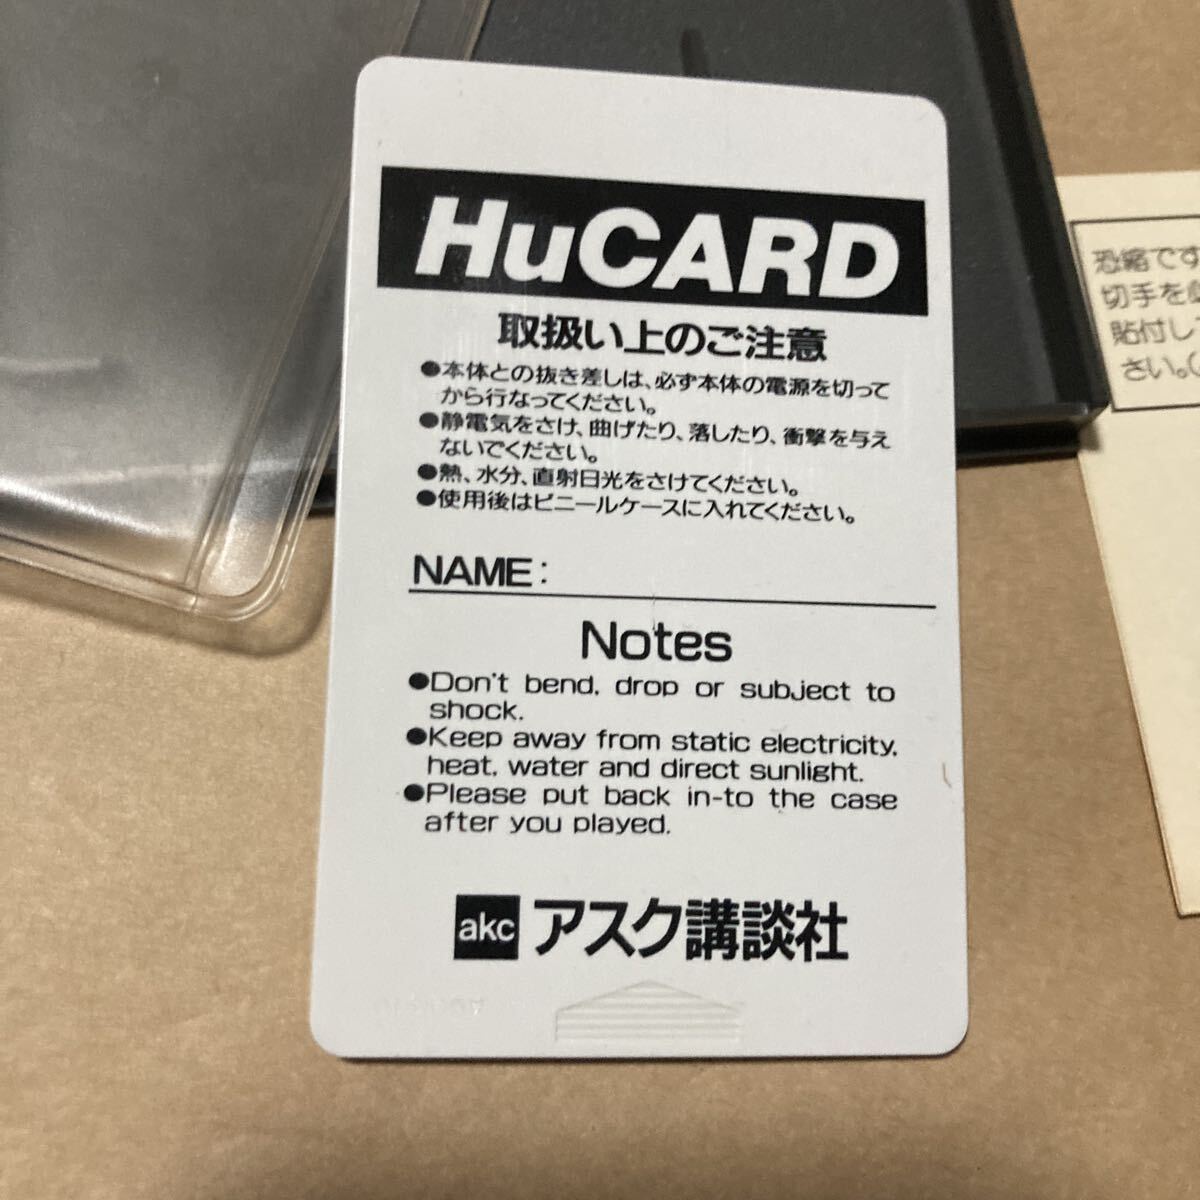 HuCARD
取扱い上のご注意
●本体との抜き差しは、必ず本体の電源を切って
から行なってください。
●静電気をさけ、曲げたり、落したり、衝撃を与え
ないでください。
●熱、水分、直射日光をさけてください。
●使用後はビニールケースに入れてください。
NAME:
Notes
●Don't bend, drop or subject to
shock.
●Keep away from static electricity,
heat, water and direct sunlight.
●Please put back in-to the case
after you played.
akc アスク講談社
恐縮です
切手を
貼付して
さい。(